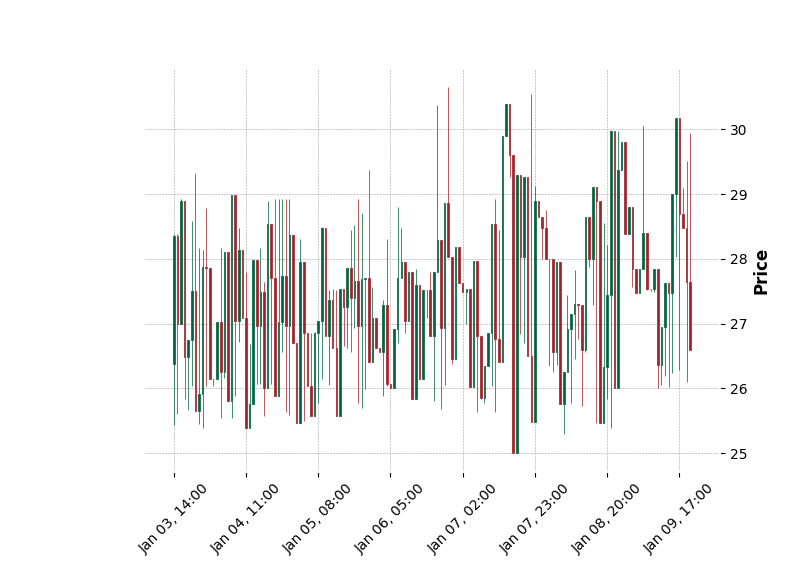 30
29
28
27
26
25
Price
Jan 03, 14:00
Jan 04, 11:00
Jan 05, 08:00
Jan 06, 05:00
Jan 07, 02:00
Jan 07, 23:00
Jan 08, 20:00
Jan 09, 17:00